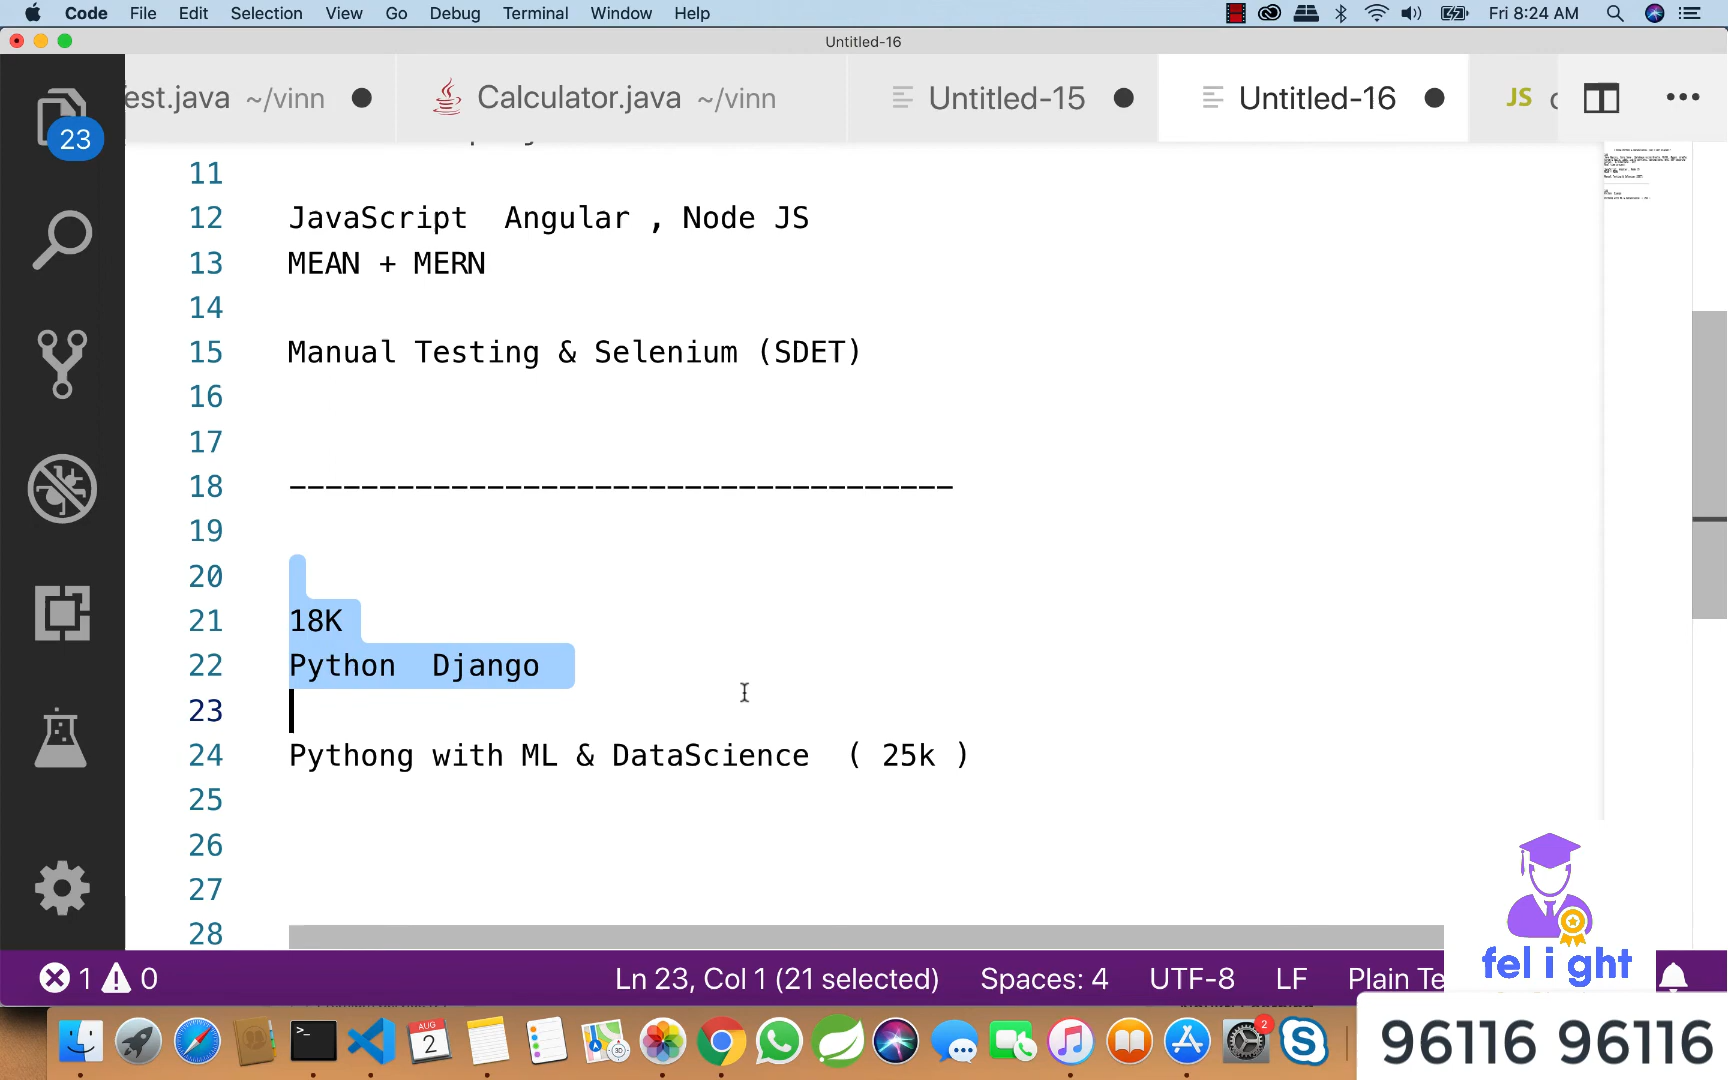 Code File Edit Selection View Go Debug Terminal Window Help Fri 8:24 AM
Untitled-16
est.java ~/vinn Calculator.java ~/vinn Untitled-15 Untitled-16 JS
23
11
12 JavaScript Angular , Node JS
13 MEAN + MERN
14
15 Manual Testing & Selenium (SDET)
16
17
18 -------------------------------------
19
20
21 18K
22 Python Django
23
24 Pythong with ML & DataScience ( 25k )
25
26
27
28
fel i ght
1 0 Ln 23, Col 1 (21 selected) Spaces: 4 UTF-8 LF Plain Te
AUG
2
3D
2
96116 96116